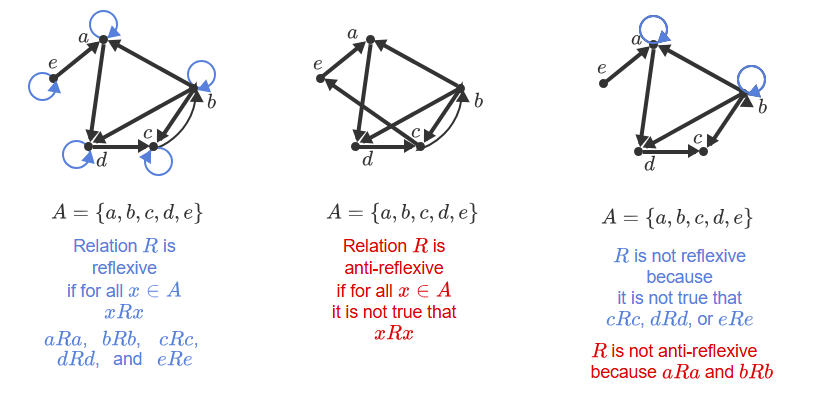 a
e
b
c
d
A = {a, b, c, d, e}
Relation R is
reflexive
if for all x ∈ A
xRx
aRa, bRb, cRc,
dRd, and eRe
a
e
b
c
d
A = {a, b, c, d, e}
Relation R is
anti-reflexive
if for all x ∈ A
it is not true that
xRx
a
e
b
c
d
A = {a, b, c, d, e}
R is not reflexive
because
it is not true that
cRc, dRd, or eRe
R is not anti-reflexive
because aRa and bRb